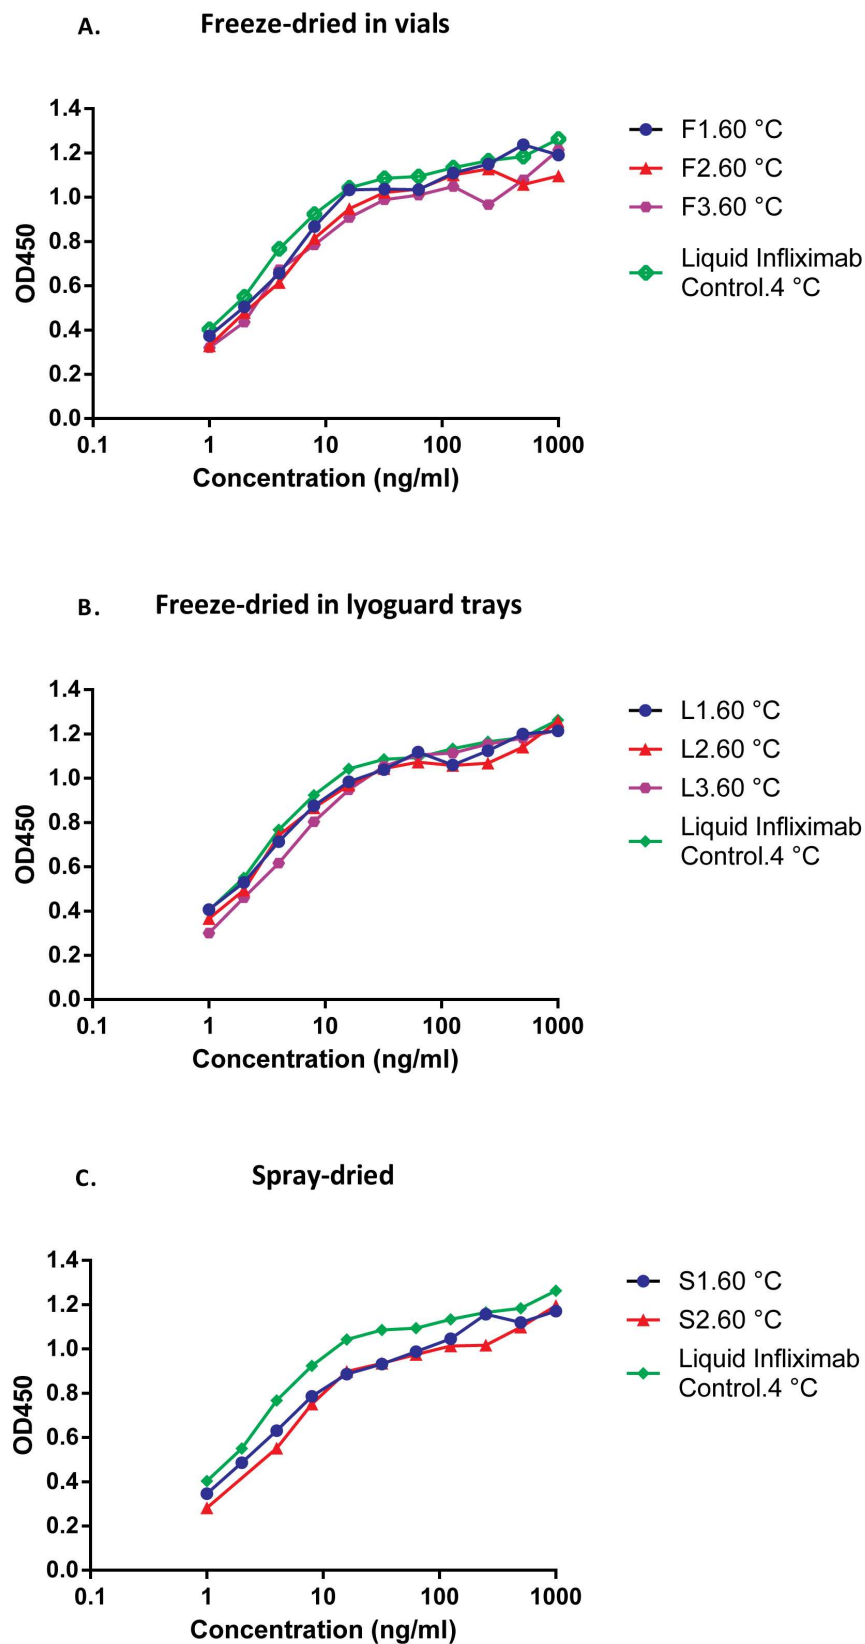 A. Freeze-dried in vials
1.4
1.2
1.0
0.8
0.6
0.4
0.2
0.0
OD450
0.1 1 10 100 1000
Concentration (ng/ml)
F1.60 °C
F2.60 °C
F3.60 °C
Liquid Infliximab
Control.4 °C
B. Freeze-dried in lyoguard trays
1.4
1.2
1.0
0.8
0.6
0.4
0.2
0.0
OD450
0.1 1 10 100 1000
Concentration (ng/ml)
L1.60 °C
L2.60 °C
L3.60 °C
Liquid Infliximab
Control.4 °C
C. Spray-dried
1.4
1.2
1.0
0.8
0.6
0.4
0.2
0.0
OD450
0.1 1 10 100 1000
Concentration (ng/ml)
S1.60 °C
S2.60 °C
Liquid Infliximab
Control.4 °C